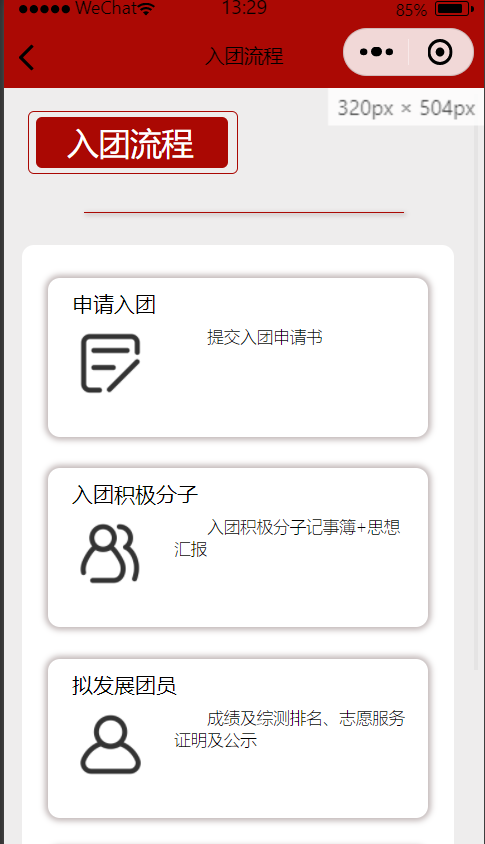 ●●●●● WeChat 13:29 85%
入团流程
320px × 504px
入团流程
申请入团
提交入团申请书
入团积极分子
入团积极分子记事簿+思想
汇报
拟发展团员
成绩及综测排名、志愿服务
证明及公示